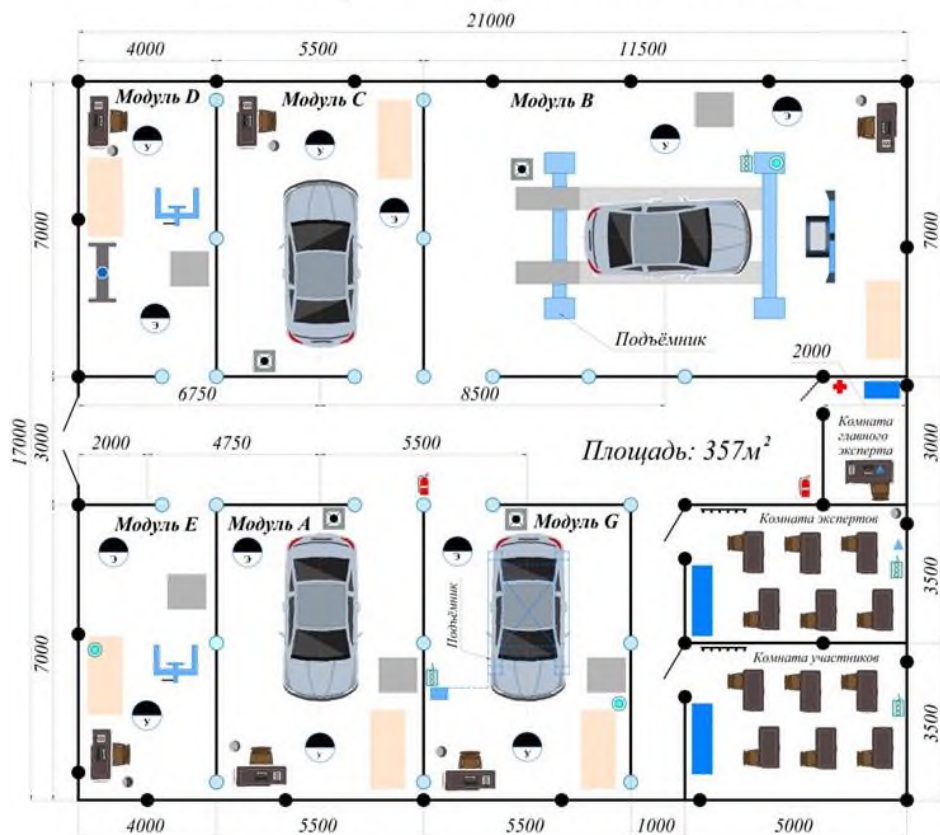 21000
4000
5500
11500
Модуль D
Модуль C
Модуль B
У
У
У
Э
Э
Э
7000
7000
Подъёмник
2000
6750
8500
17000
3000
3000
2000
4750
5500
Площадь: 357м²
Комната
главного
эксперта
Модуль E
Модуль A
Модуль G
Комната экспертов
Э
Э
Э
Подъёмник
3500
7000
Комната участников
У
У
У
3500
4000
5500
5500
1000
5000